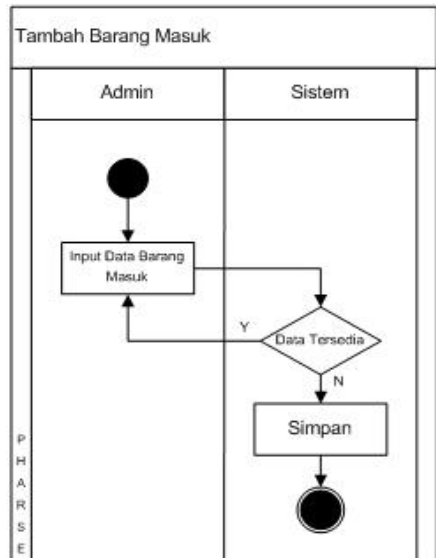 Tambah Barang Masuk
Admin
Sistem
Input Data Barang
Masuk
Y
Data Tersedia
N
Simpan
P
H
A
R
S
E